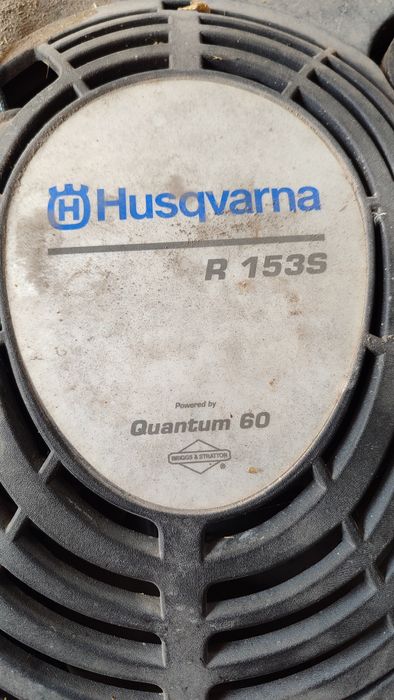 H Husqvarna
R 153S
Powered by
Quantum 60
BRIGGS & STRATTON
®